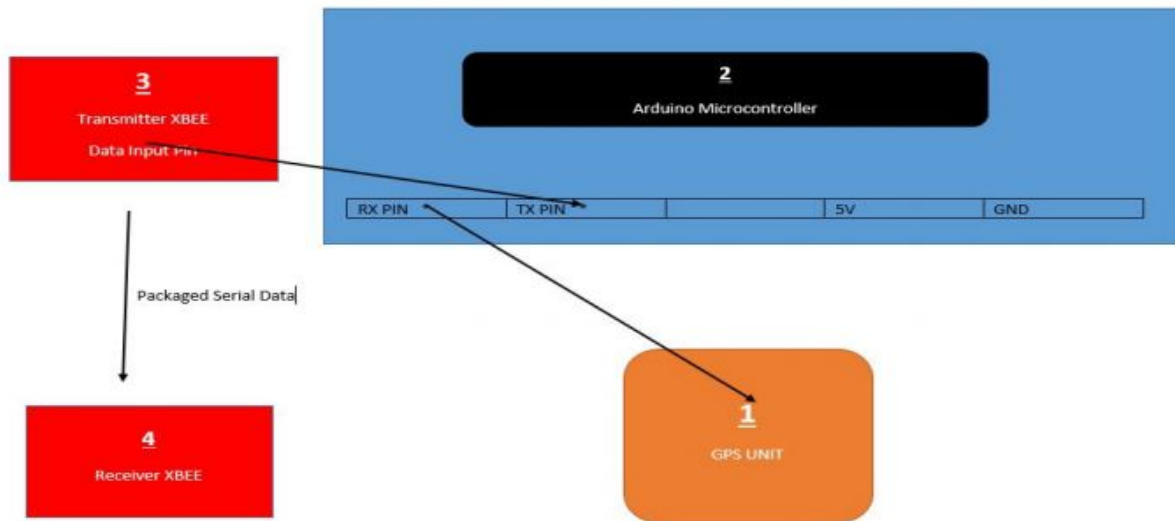 3
Transmitter XBEE
Data Input Pin
2
Arduino Microcontroller
RX PIN
TX PIN
5V
GND
Packaged Serial Data
4
Receiver XBEE
1
GPS UNIT